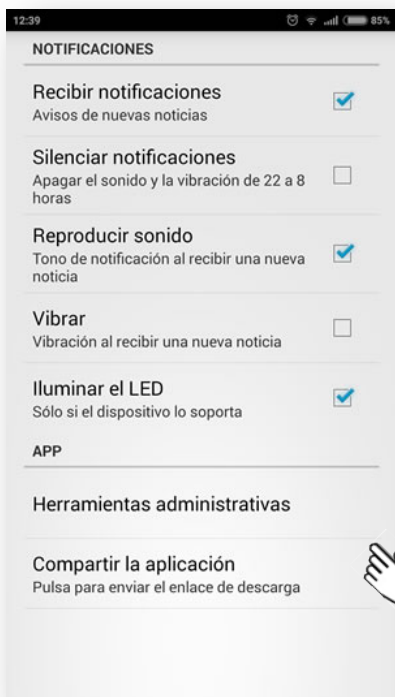 12:39 85%
NOTIFICACIONES
Recibir notificaciones
Avisos de nuevas noticias
Silenciar notificaciones
Apagar el sonido y la vibración de 22 a 8
horas
Reproducir sonido
Tono de notificación al recibir una nueva
noticia
Vibrar
Vibración al recibir una nueva noticia
Iluminar el LED
Sólo si el dispositivo lo soporta
APP
Herramientas administrativas
Compartir la aplicación
Pulsa para enviar el enlace de descarga